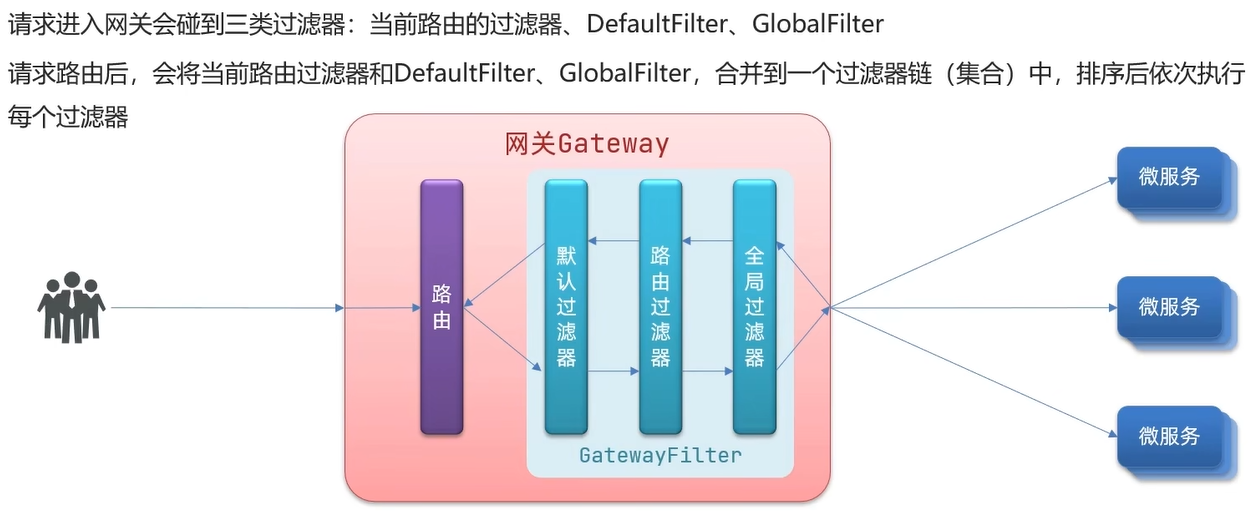 请求进入网关会碰到三类过滤器：当前路由的过滤器、DefaultFilter、GlobalFilter
请求路由后，会将当前路由过滤器和DefaultFilter、GlobalFilter，合并到一个过滤器链（集合）中，排序后依次执行
每个过滤器
网关Gateway
路由
默认过滤器
路由过滤器
全局过滤器
GatewayFilter
微服务
微服务
微服务